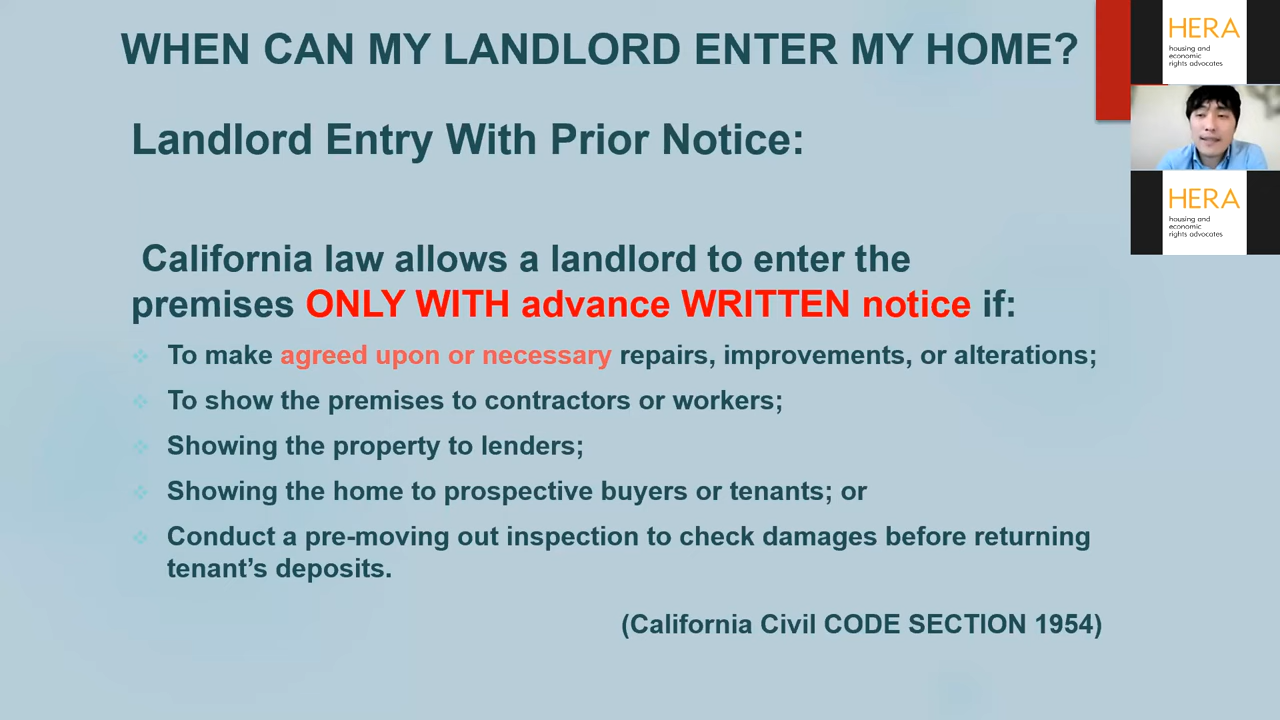 WHEN CAN MY LANDLORD ENTER MY HOME?
Landlord Entry With Prior Notice:
California law allows a landlord to enter the
premises ONLY WITH advance WRITTEN notice if:
To make agreed upon or necessary repairs, improvements, or alterations;
To show the premises to contractors or workers;
Showing the property to lenders;
Showing the home to prospective buyers or tenants; or
Conduct a pre-moving out inspection to check damages before returning
tenant’s deposits.
(California Civil CODE SECTION 1954)
HERA
housing and
economic
rights advocates
HERA
housing and
economic
rights advocates